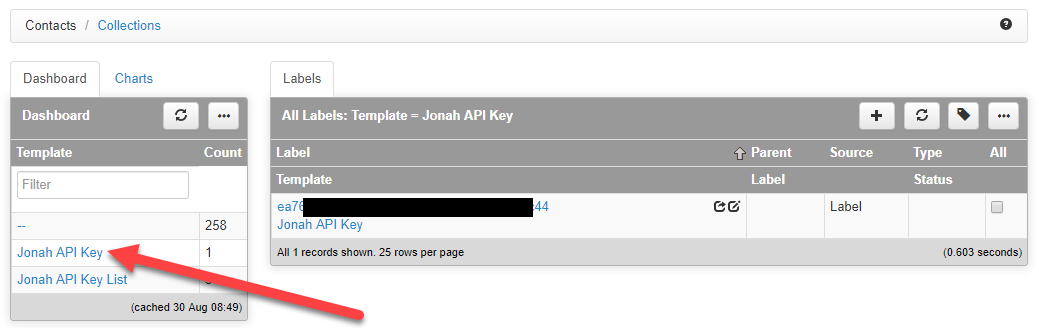 Contacts / Collections
Dashboard Charts
Labels
Dashboard
All Labels: Template = Jonah API Key
Template Count
Label Parent Source Type All
Filter
Template Label Status
-- 258
ea76 :44 Label
Jonah API Key
Jonah API Key 1
All 1 records shown. 25 rows per page (0.603 seconds)
Jonah API Key List
(cached 30 Aug 08:49)